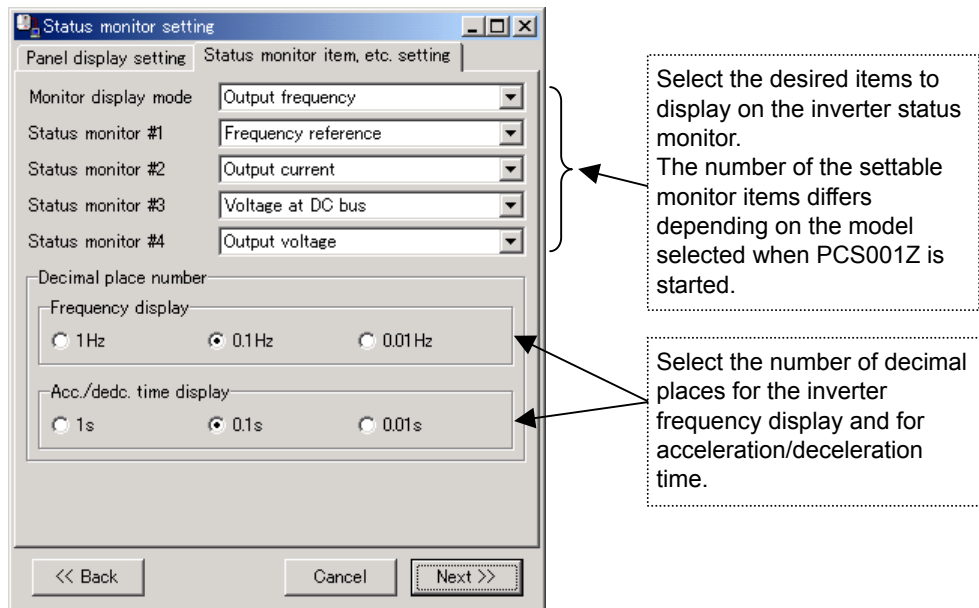 Status monitor setting
Panel display setting
Status monitor item, etc. setting
Monitor display mode
Output frequency
Status monitor #1
Frequency reference
Status monitor #2
Output current
Status monitor #3
Voltage at DC bus
Status monitor #4
Output voltage
Decimal place number
Frequency display
1Hz
0.1Hz
0.01Hz
Acc./dedc. time display
1s
0.1s
0.01s
<< Back
Cancel
Next >>
Select the desired items to
display on the inverter status
monitor.
The number of the settable
monitor items differs
depending on the model
selected when PCS001Z is
started.
Select the number of decimal
places for the inverter
frequency display and for
acceleration/deceleration
time.